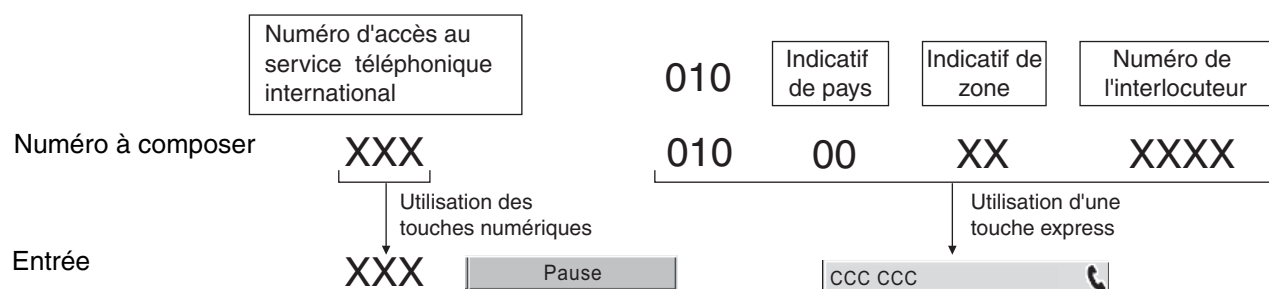 Numéro d'accès au
service téléphonique
international
010
Indicatif
de pays
Indicatif de
zone
Numéro de
l'interlocuteur
Numéro à composer
XXX
010
00
XX
XXXX
Utilisation des
touches numériques
Utilisation d'une
touche express
Entrée
XXX
Pause
CCC CCC